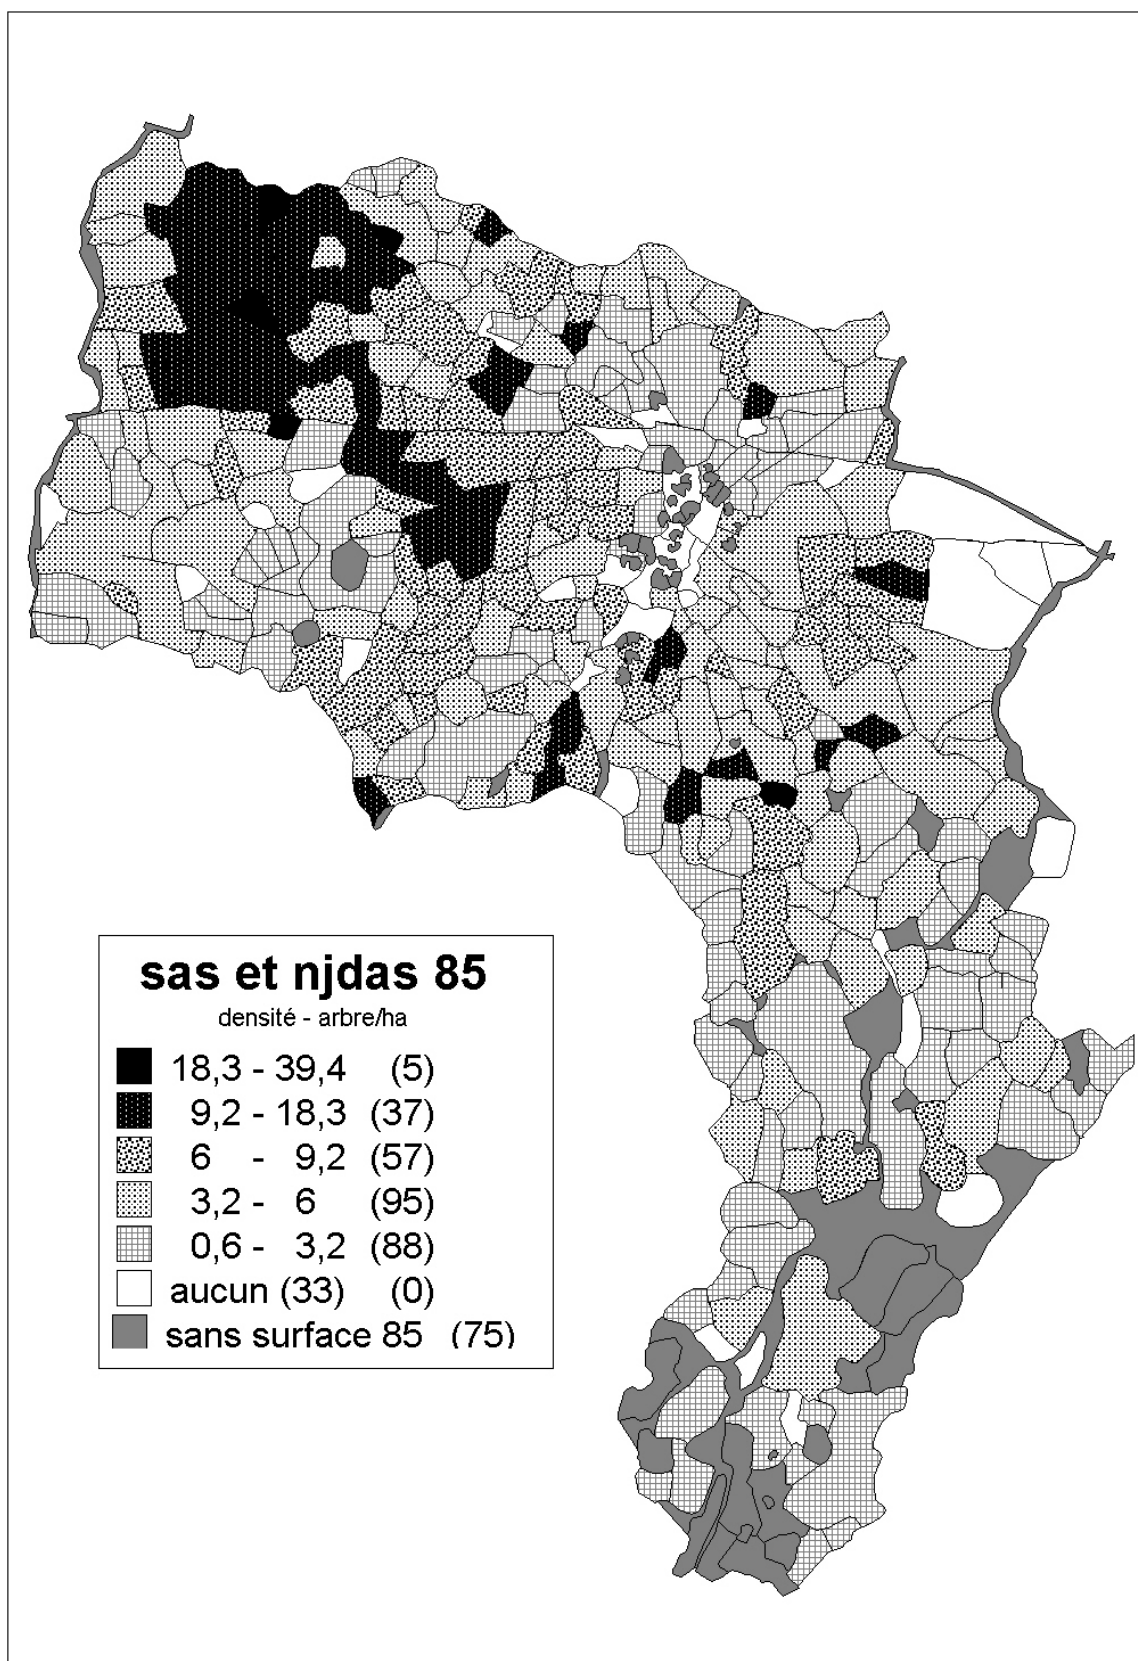 sas et njdas 85
densité - arbre/ha
18,3 - 39,4 (5)
9,2 - 18,3 (37)
6 - 9,2 (57)
3,2 - 6 (95)
0,6 - 3,2 (88)
aucun (33) (0)
sans surface 85 (75)